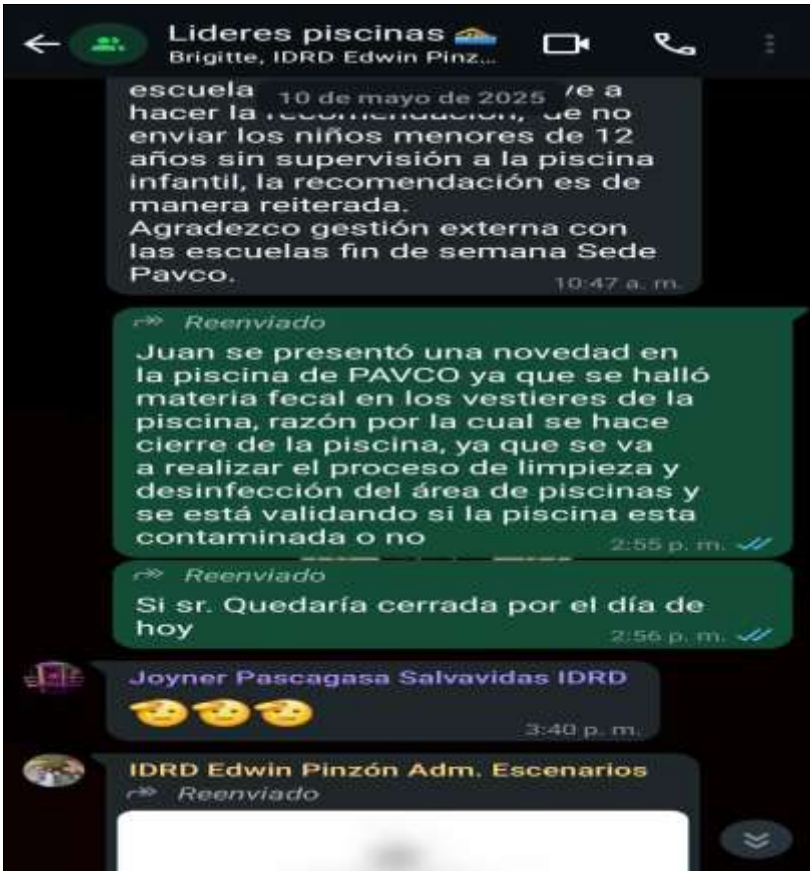 Lideres piscinas
Brigitte, IDRD Edwin Pinz...
escuela
10 de mayo de 2025
/e a
hacer la
de no
enviar los niños menores de 12
años sin supervisión a la piscina
infantil, la recomendación es de
manera reiterada.
Agradezco gestión externa con
las escuelas fin de semana Sede
Pavco.
10:47 a. m.
Reenviado
Juan se presentó una novedad en
la piscina de PAVCO ya que se halló
materia fecal en los vestieres de la
piscina, razón por la cual se hace
cierre de la piscina, ya que se va
a realizar el proceso de limpieza y
desinfección del área de piscinas y
se está validando si la piscina esta
contaminada o no
2:55 p. m.
Reenviado
Si sr. Quedaría cerrada por el día de
hoy
2:56 p. m.
Joyner Pascagasa Salvavidas IDRD
3:40 p. m.
IDRD Edwin Pinzón Adm. Escenarios
Reenviado